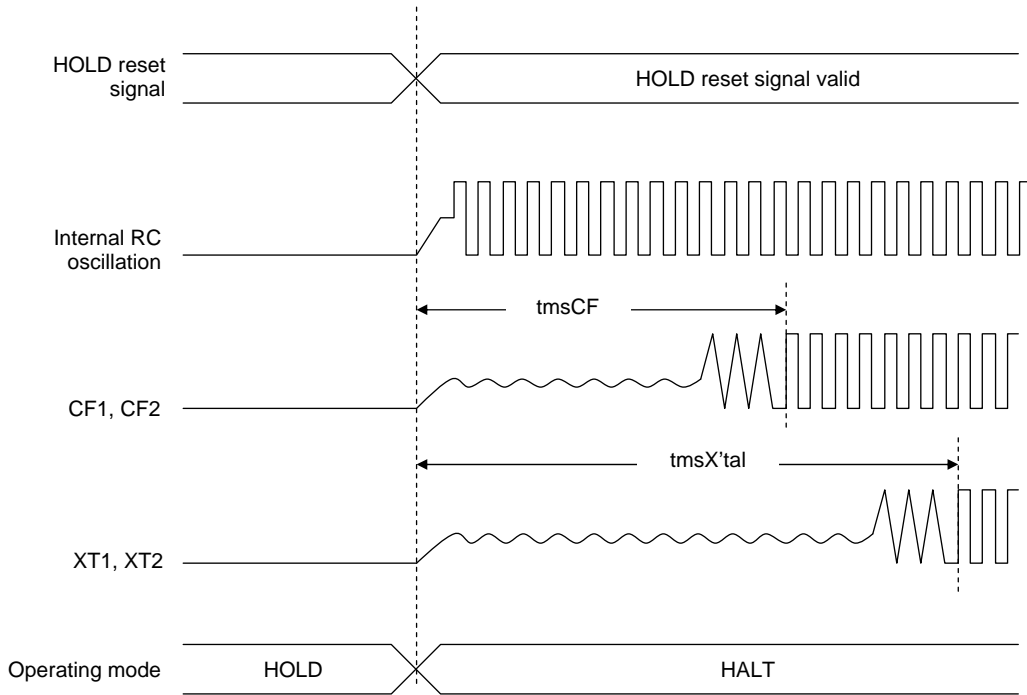 HOLD reset
signal
HOLD reset signal valid
Internal RC
oscillation
tmsCF
CF1, CF2
tmsX'tal
XT1, XT2
Operating mode
HOLD
HALT